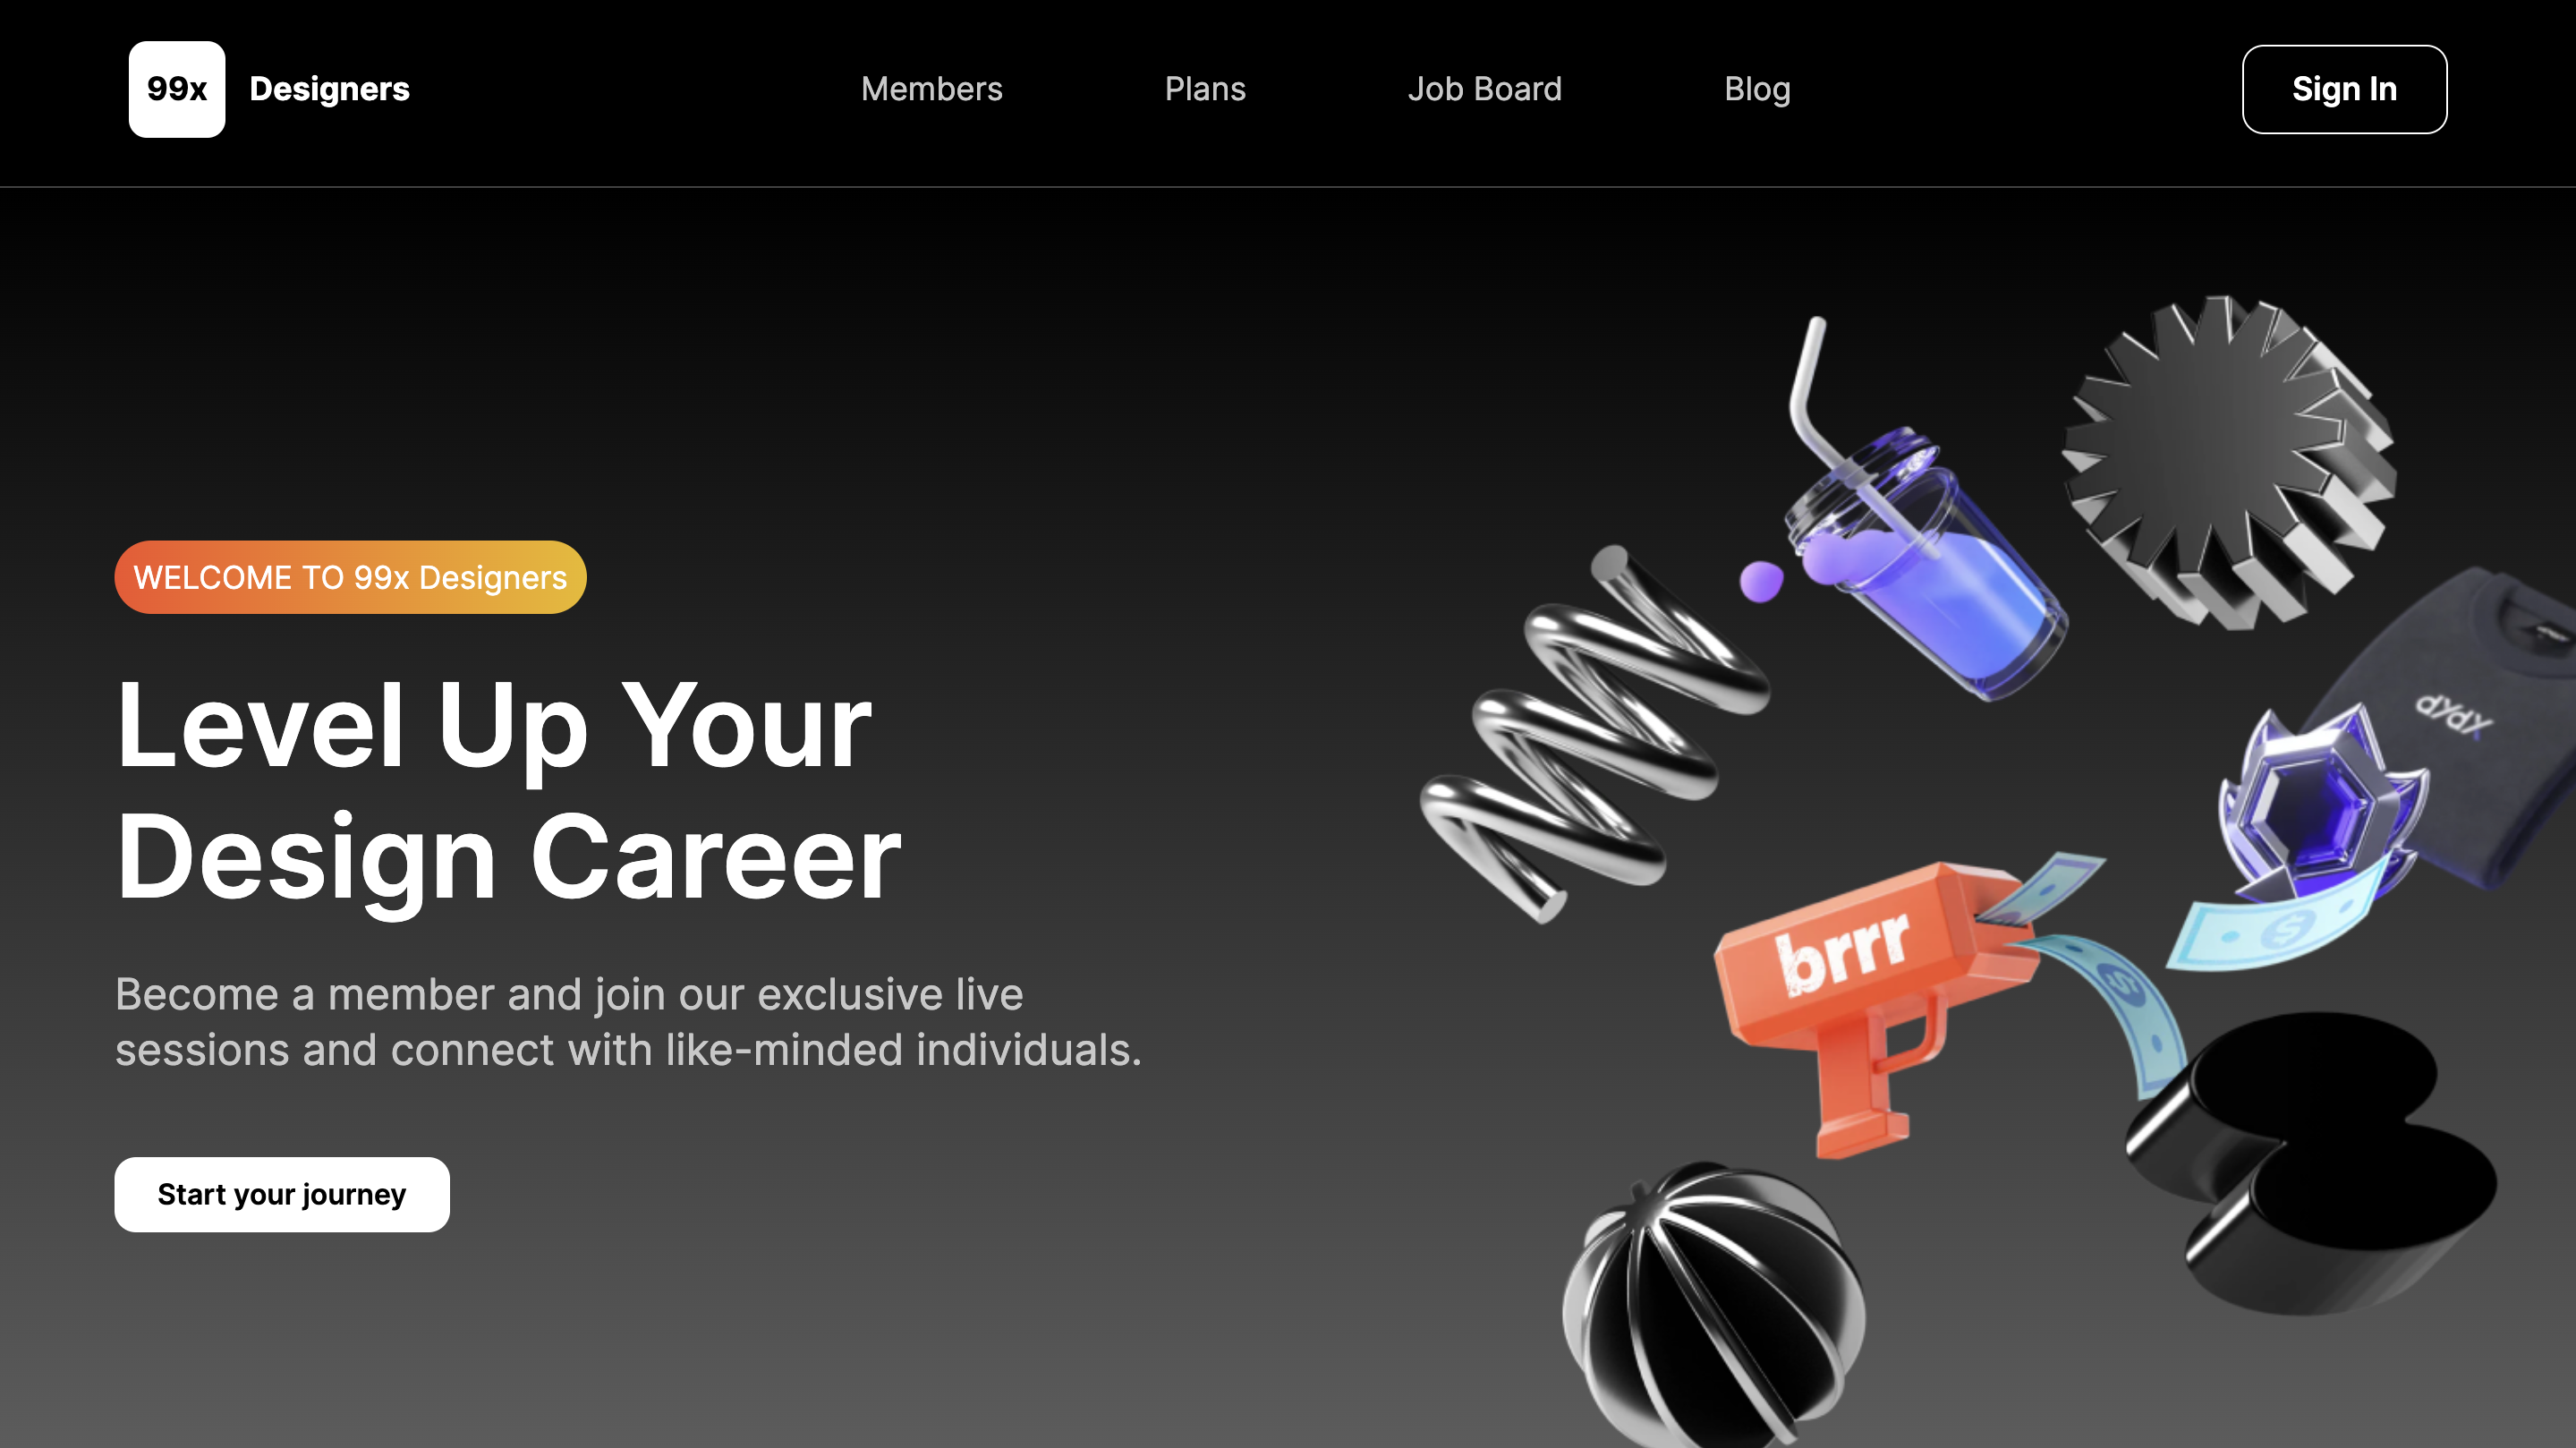 99x Designers
Members Plans Job Board Blog
Sign In
WELCOME TO 99x Designers
Level Up Your
Design Career
Become a member and join our exclusive live
sessions and connect with like-minded individuals.
Start your journey
dYdX
brrr
$
$